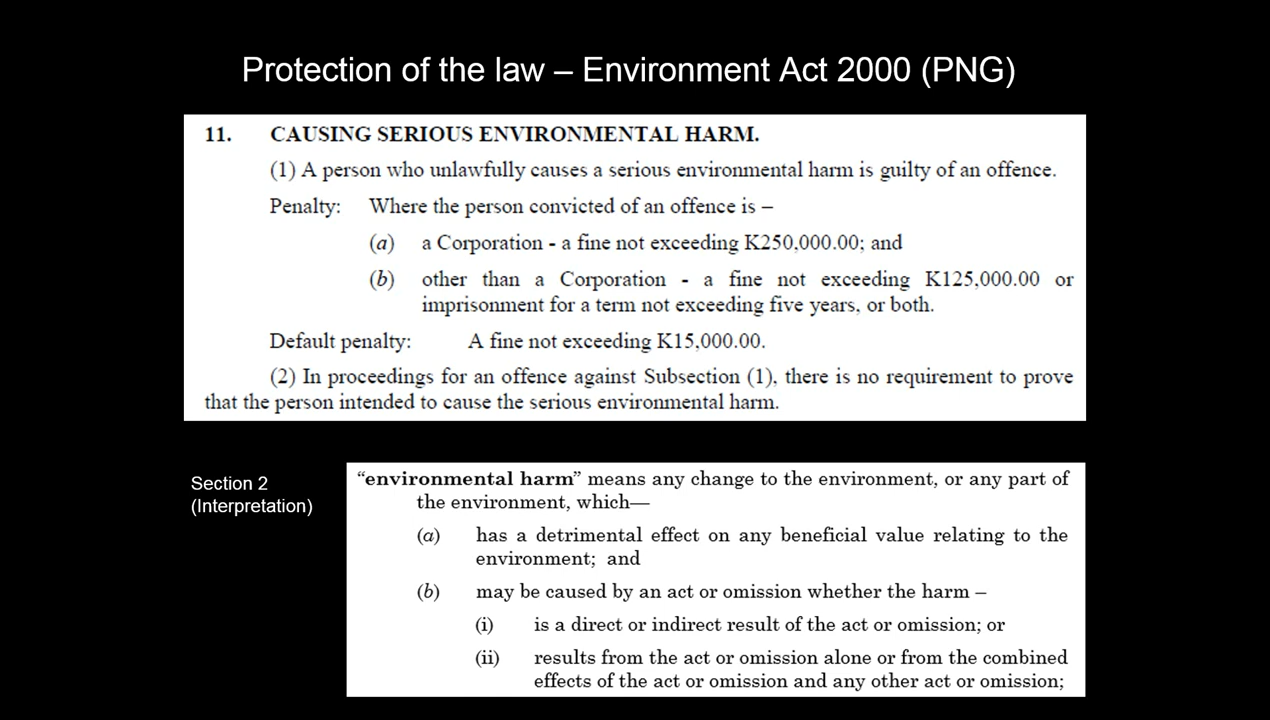 Protection of the law – Environment Act 2000 (PNG)
11. CAUSING SERIOUS ENVIRONMENTAL HARM.
(1) A person who unlawfully causes a serious environmental harm is guilty of an offence.
Penalty: Where the person convicted of an offence is –
(a) a Corporation - a fine not exceeding K250,000.00; and
(b) other than a Corporation - a fine not exceeding K125,000.00 or
imprisonment for a term not exceeding five years, or both.
Default penalty: A fine not exceeding K15,000.00.
(2) In proceedings for an offence against Subsection (1), there is no requirement to prove
that the person intended to cause the serious environmental harm.
Section 2
(Interpretation)
“environmental harm” means any change to the environment, or any part of
the environment, which—
(a) has a detrimental effect on any beneficial value relating to the
environment; and
(b) may be caused by an act or omission whether the harm –
(i) is a direct or indirect result of the act or omission; or
(ii) results from the act or omission alone or from the combined
effects of the act or omission and any other act or omission;